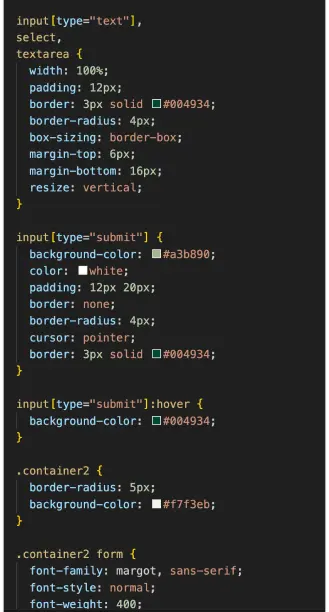 input[type="text"],
select,
textarea {
width: 100%;
padding: 12px;
border: 3px solid #004934;
border-radius: 4px;
box-sizing: border-box;
margin-top: 6px;
margin-bottom: 16px;
resize: vertical;
}
input[type="submit"] {
background-color: #a3b890;
color: white;
padding: 12px 20px;
border: none;
border-radius: 4px;
cursor: pointer;
border: 3px solid #004934;
}
input[type="submit"]:hover {
background-color: #004934;
}
.container2 {
border-radius: 5px;
background-color: #f7f3eb;
}
.container2 form {
font-family: margot, sans-serif;
font-style: normal;
font-weight: 400;